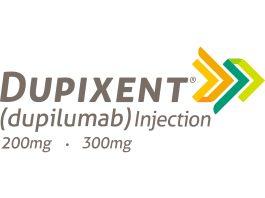 DUPIXENT®
(dupilumab) Injection
200mg · 300mg